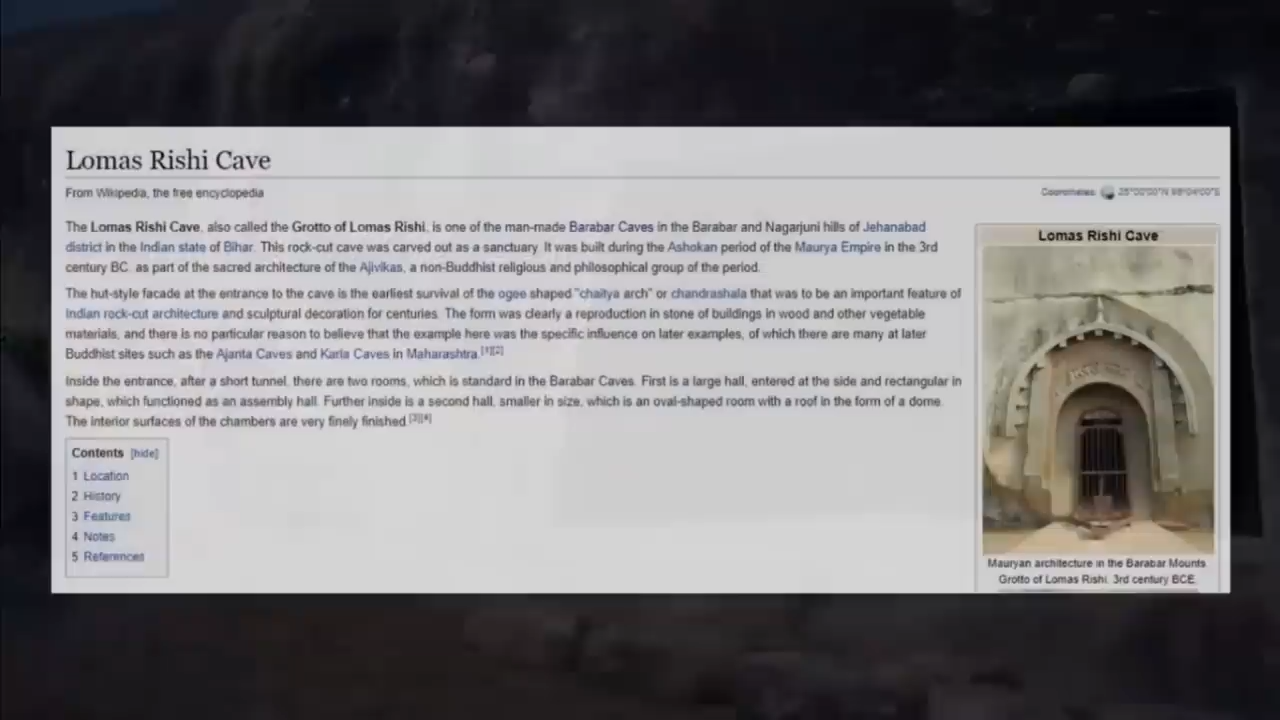 Lomas Rishi Cave
From Wikipedia, the free encyclopedia
Coordinates:
The Lomas Rishi Cave, also called the Grotto of Lomas Rishi, is one of the man-made Barabar Caves in the Barabar and Nagarjuni hills of Jehanabad
district in the Indian state of Bihar. This rock-cut cave was carved out as a sanctuary. It was built during the Ashokan period of the Maurya Empire in the 3rd
century BC, as part of the sacred architecture of the Ajivikas, a non-Buddhist religious and philosophical group of the period.
The hut-style facade at the entrance to the cave is the earliest survival of the ogee shaped "chaitya arch" or chandrashala that was to be an important feature of
Indian rock-cut architecture and sculptural decoration for centuries. The form was clearly a reproduction in stone of buildings in wood and other vegetable
materials, and there is no particular reason to believe that the example here was the specific influence on later examples, of which there are many at later
Buddhist sites such as the Ajanta Caves and Karla Caves in Maharashtra.[1][2]
Inside the entrance, after a short tunnel, there are two rooms, which is standard in the Barabar Caves. First is a large hall, entered at the side and rectangular in
shape, which functioned as an assembly hall. Further inside is a second hall, smaller in size, which is an oval-shaped room with a roof in the form of a dome.
The interior surfaces of the chambers are very finely finished.[3][4]
Contents [hide]
1 Location
2 History
3 Features
4 Notes
5 References
Lomas Rishi Cave
Mauryan architecture in the Barabar Mounts.
Grotto of Lomas Rishi. 3rd century BCE.